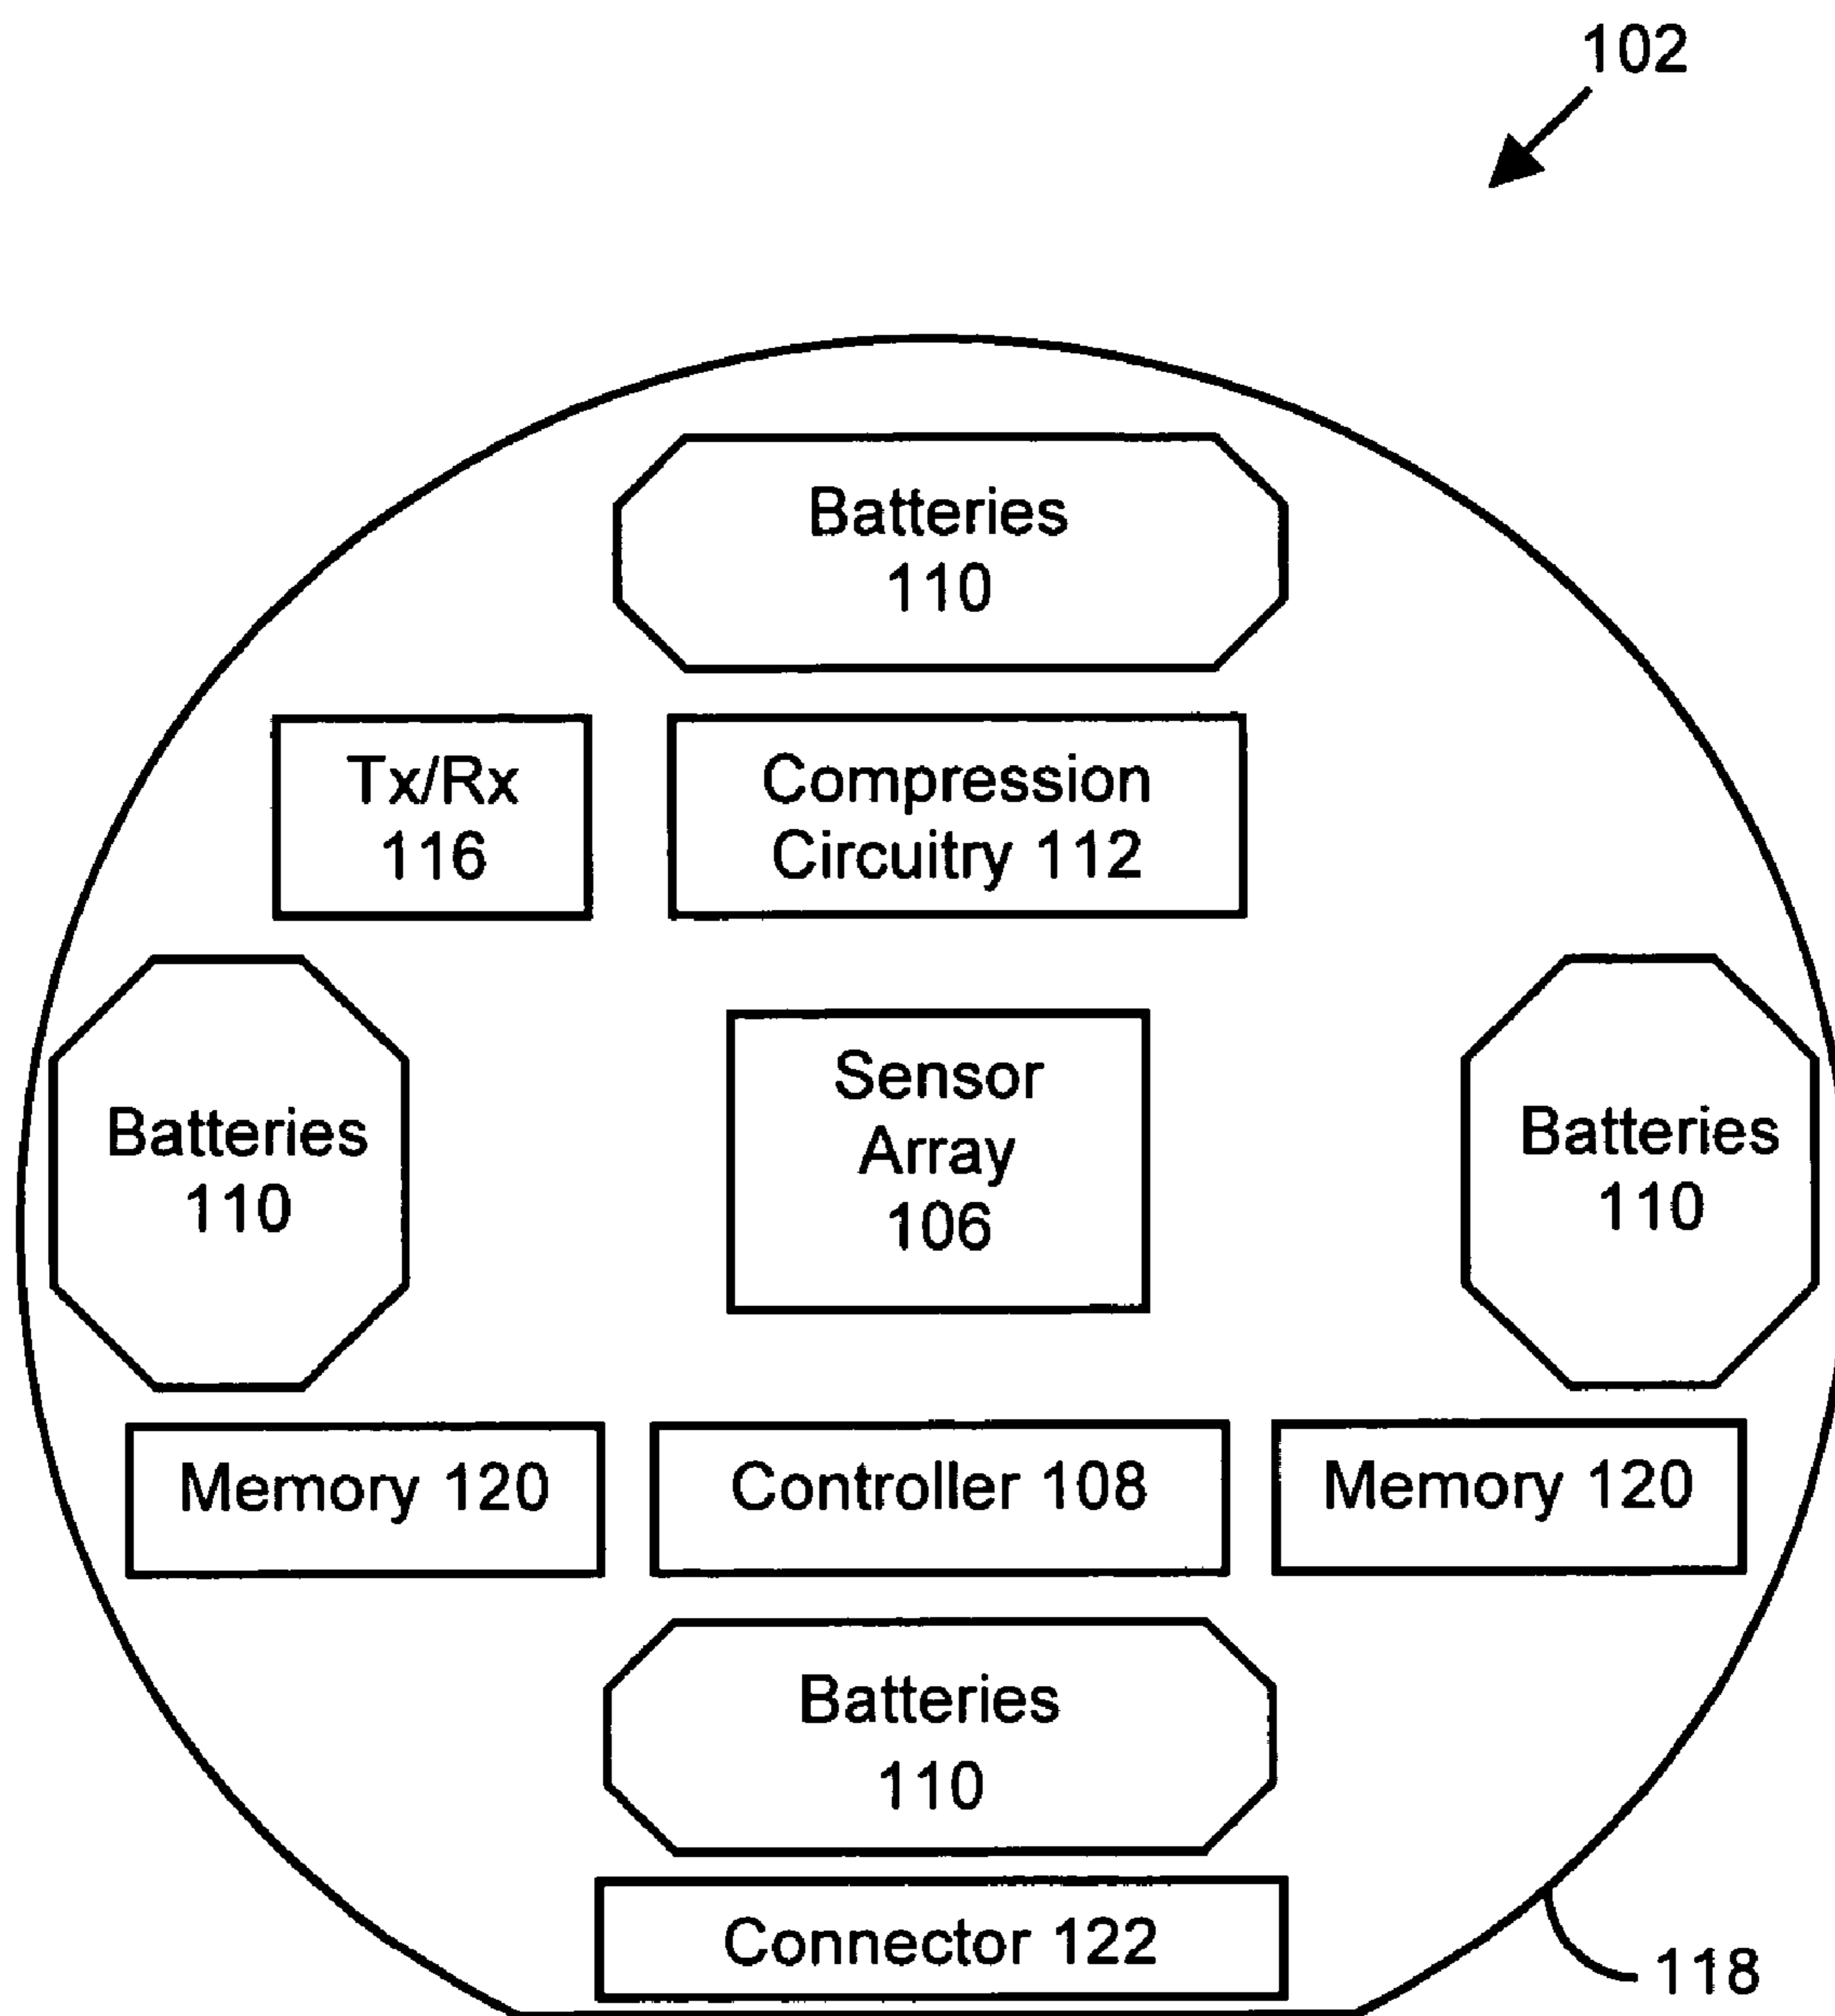 102
Batteries
110
Tx/Rx
116
Compression
Circuitry 112
Batteries
110
Sensor
Array
106
Batteries
110
Memory 120
Controller 108
Memory 120
Batteries
110
Connector 122
118